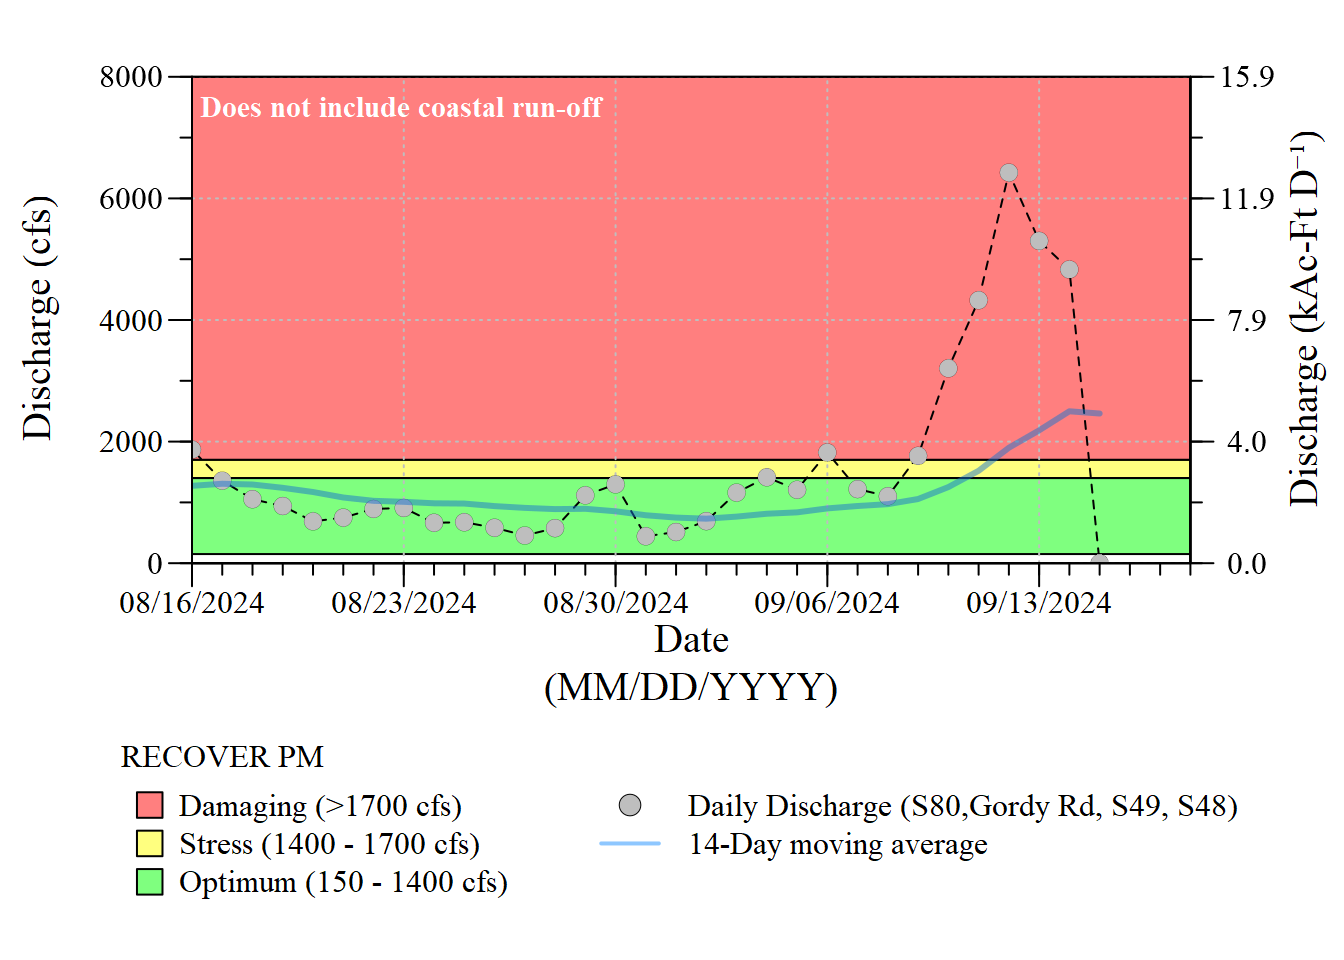 Does not include coastal run-off
Discharge (cfs)
8000
6000
4000
2000
0
15.9
11.9
7.9
4.0
0.0
Discharge (kAc-Ft D⁻¹)
08/16/2024 08/23/2024 08/30/2024 09/06/2024 09/13/2024
Date
(MM/DD/YYYY)
RECOVER PM
Damaging (>1700 cfs)
Stress (1400 - 1700 cfs)
Optimum (150 - 1400 cfs)
Daily Discharge (S80,Gordy Rd, S49, S48)
14-Day moving average